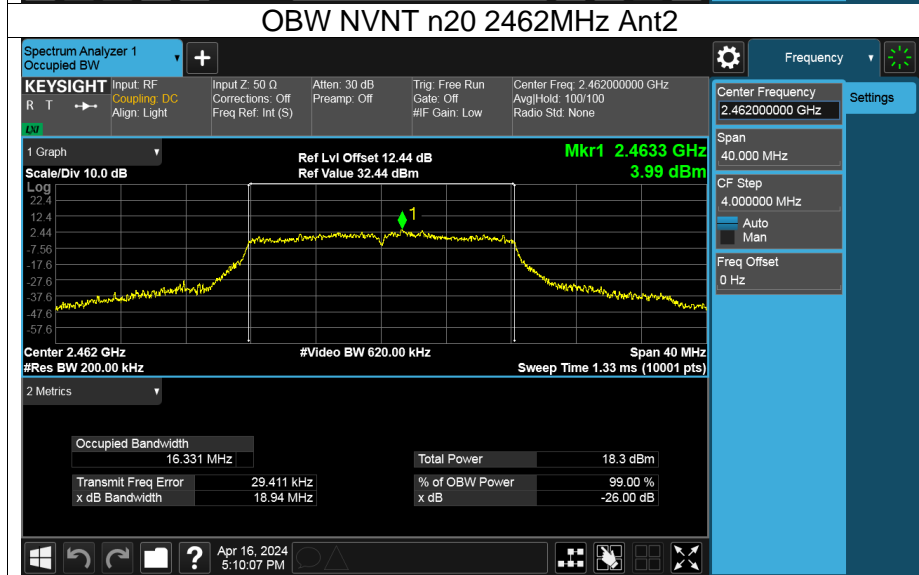 OBW NVNT n20 2462MHz Ant2
Spectrum Analyzer 1
Occupied BW
+
Frequency
KEYSIGHT
R T
LXI
Input: RF
Coupling: DC
Align: Light
Input Z: 50 Ω
Corrections: Off
Freq Ref: Int (S)
Atten: 30 dB
Preamp: Off
Trig: Free Run
Gate: Off
#IF Gain: Low
Center Freq: 2.462000000 GHz
Avg|Hold: 100/100
Radio Std: None
Center Frequency
2.462000000 GHz
Settings
Span
40.000 MHz
CF Step
4.000000 MHz
Auto
Man
Freq Offset
0 Hz
1 Graph
Scale/Div 10.0 dB
Ref Lvl Offset 12.44 dB
Ref Value 32.44 dBm
Mkr1 2.4633 GHz
3.99 dBm
Log
22.4
12.4
2.44
-7.56
-17.6
-27.6
-37.6
-47.6
-57.6
1
Center 2.462 GHz
#Res BW 200.00 kHz
#Video BW 620.00 kHz
Span 40 MHz
Sweep Time 1.33 ms (10001 pts)
2 Metrics
Occupied Bandwidth
16.331 MHz
Total Power 18.3 dBm
Transmit Freq Error 29.411 kHz
% of OBW Power 99.00 %
x dB Bandwidth 18.94 MHz
x dB -26.00 dB
?
Apr 16, 2024
5:10:07 PM